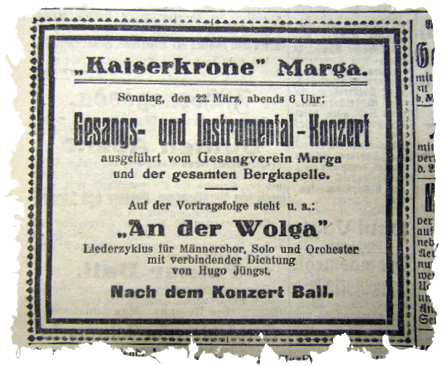 „Kaiserkrone” Marga.
Sonntag, den 22. März, abends 6 Uhr:
Gesangs- und Instrumental-Konzert
ausgeführt vom Gesangverein Marga
und der gesamten Bergkapelle.
Auf der Vortragsfolge steht u. a.:
„An der Wolga”
Liederzyklus für Männerchor, Solo und Orchester
mit verbindender Dichtung
von Hugo Jüngst.
Nach dem Konzert Ball.